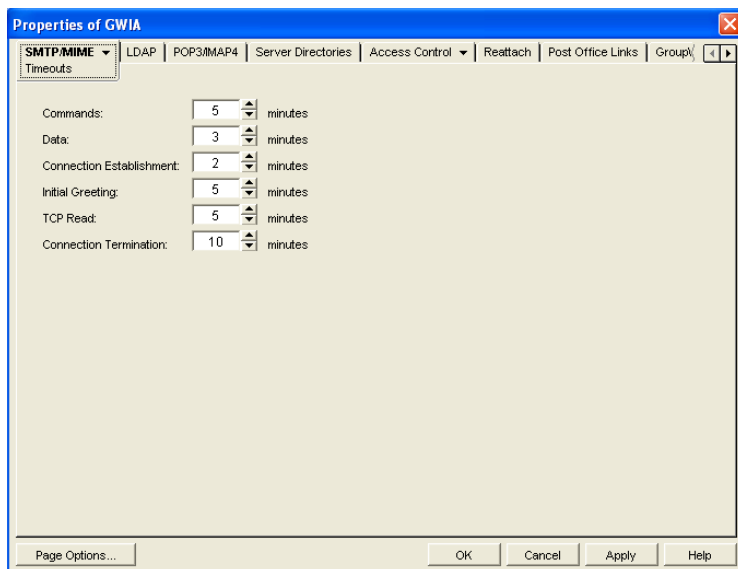 Properties of GWIA
SMTP/MIME LDAP POP3/IMAP4 Server Directories Access Control Reattach Post Office Links
Timeouts
Commands: 5 minutes
Data: 3 minutes
Connection Establishment: 2 minutes
Initial Greeting: 5 minutes
TCP Read: 5 minutes
Connection Termination: 10 minutes
Page Options... OK Cancel Apply Help